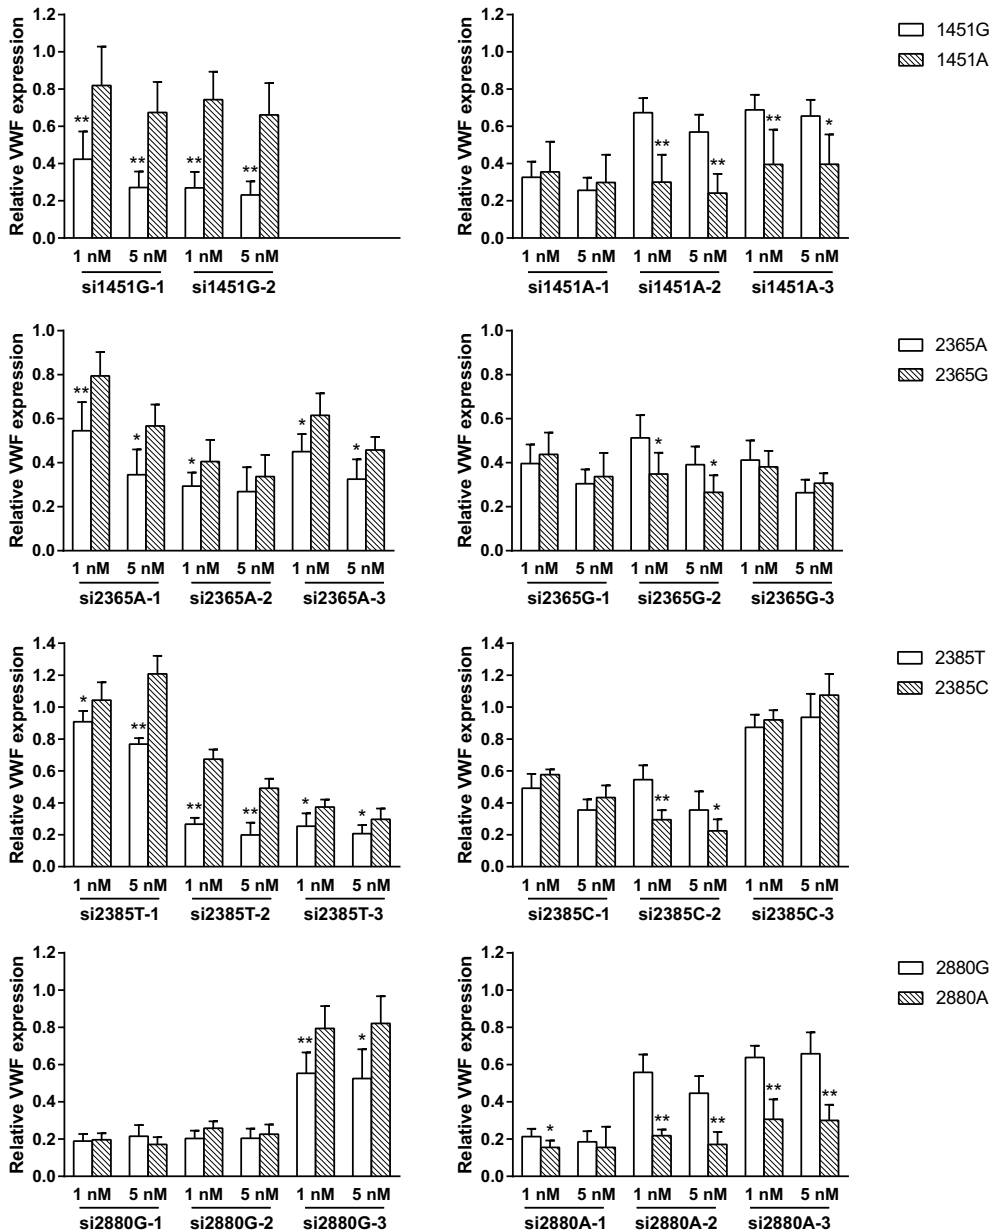 Relative VWF expression
1.2
1.0
0.8
0.6
0.4
0.2
0.0
**
**
**
**
1 nM 5 nM 1 nM 5 nM
si1451G-1 si1451G-2
Relative VWF expression
1.2
1.0
0.8
0.6
0.4
0.2
0.0
**
**
**
*
1 nM 5 nM 1 nM 5 nM 1 nM 5 nM
si1451A-1 si1451A-2 si1451A-3
1451G
1451A
Relative VWF expression
1.0
0.8
0.6
0.4
0.2
0.0
**
*
*
*
*
1 nM 5 nM 1 nM 5 nM 1 nM 5 nM
si2365A-1 si2365A-2 si2365A-3
Relative VWF expression
1.0
0.8
0.6
0.4
0.2
0.0
*
*
1 nM 5 nM 1 nM 5 nM 1 nM 5 nM
si2365G-1 si2365G-2 si2365G-3
2365A
2365G
Relative VWF expression
1.4
1.2
1.0
0.8
0.6
0.4
0.2
0.0
*
**
**
**
*
*
1 nM 5 nM 1 nM 5 nM 1 nM 5 nM
si2385T-1 si2385T-2 si2385T-3
Relative VWF expression
1.4
1.2
1.0
0.8
0.6
0.4
0.2
0.0
**
*
1 nM 5 nM 1 nM 5 nM 1 nM 5 nM
si2385C-1 si2385C-2 si2385C-3
2385T
2385C
Relative VWF expression
1.2
1.0
0.8
0.6
0.4
0.2
0.0
**
*
1 nM 5 nM 1 nM 5 nM 1 nM 5 nM
si2880G-1 si2880G-2 si2880G-3
Relative VWF expression
1.2
1.0
0.8
0.6
0.4
0.2
0.0
*
**
**
**
**
1 nM 5 nM 1 nM 5 nM 1 nM 5 nM
si2880A-1 si2880A-2 si2880A-3
2880G
2880A